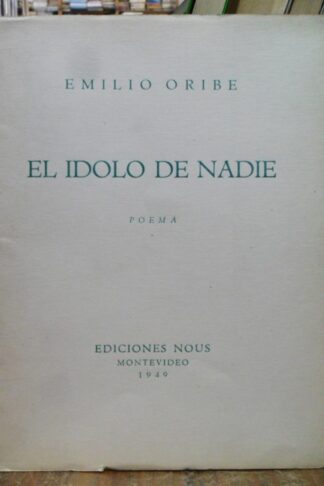 EMILIO ORIBE
EL IDOLO DE NADIE
POEMA
EDICIONES NOUS
MONTEVIDEO
1949